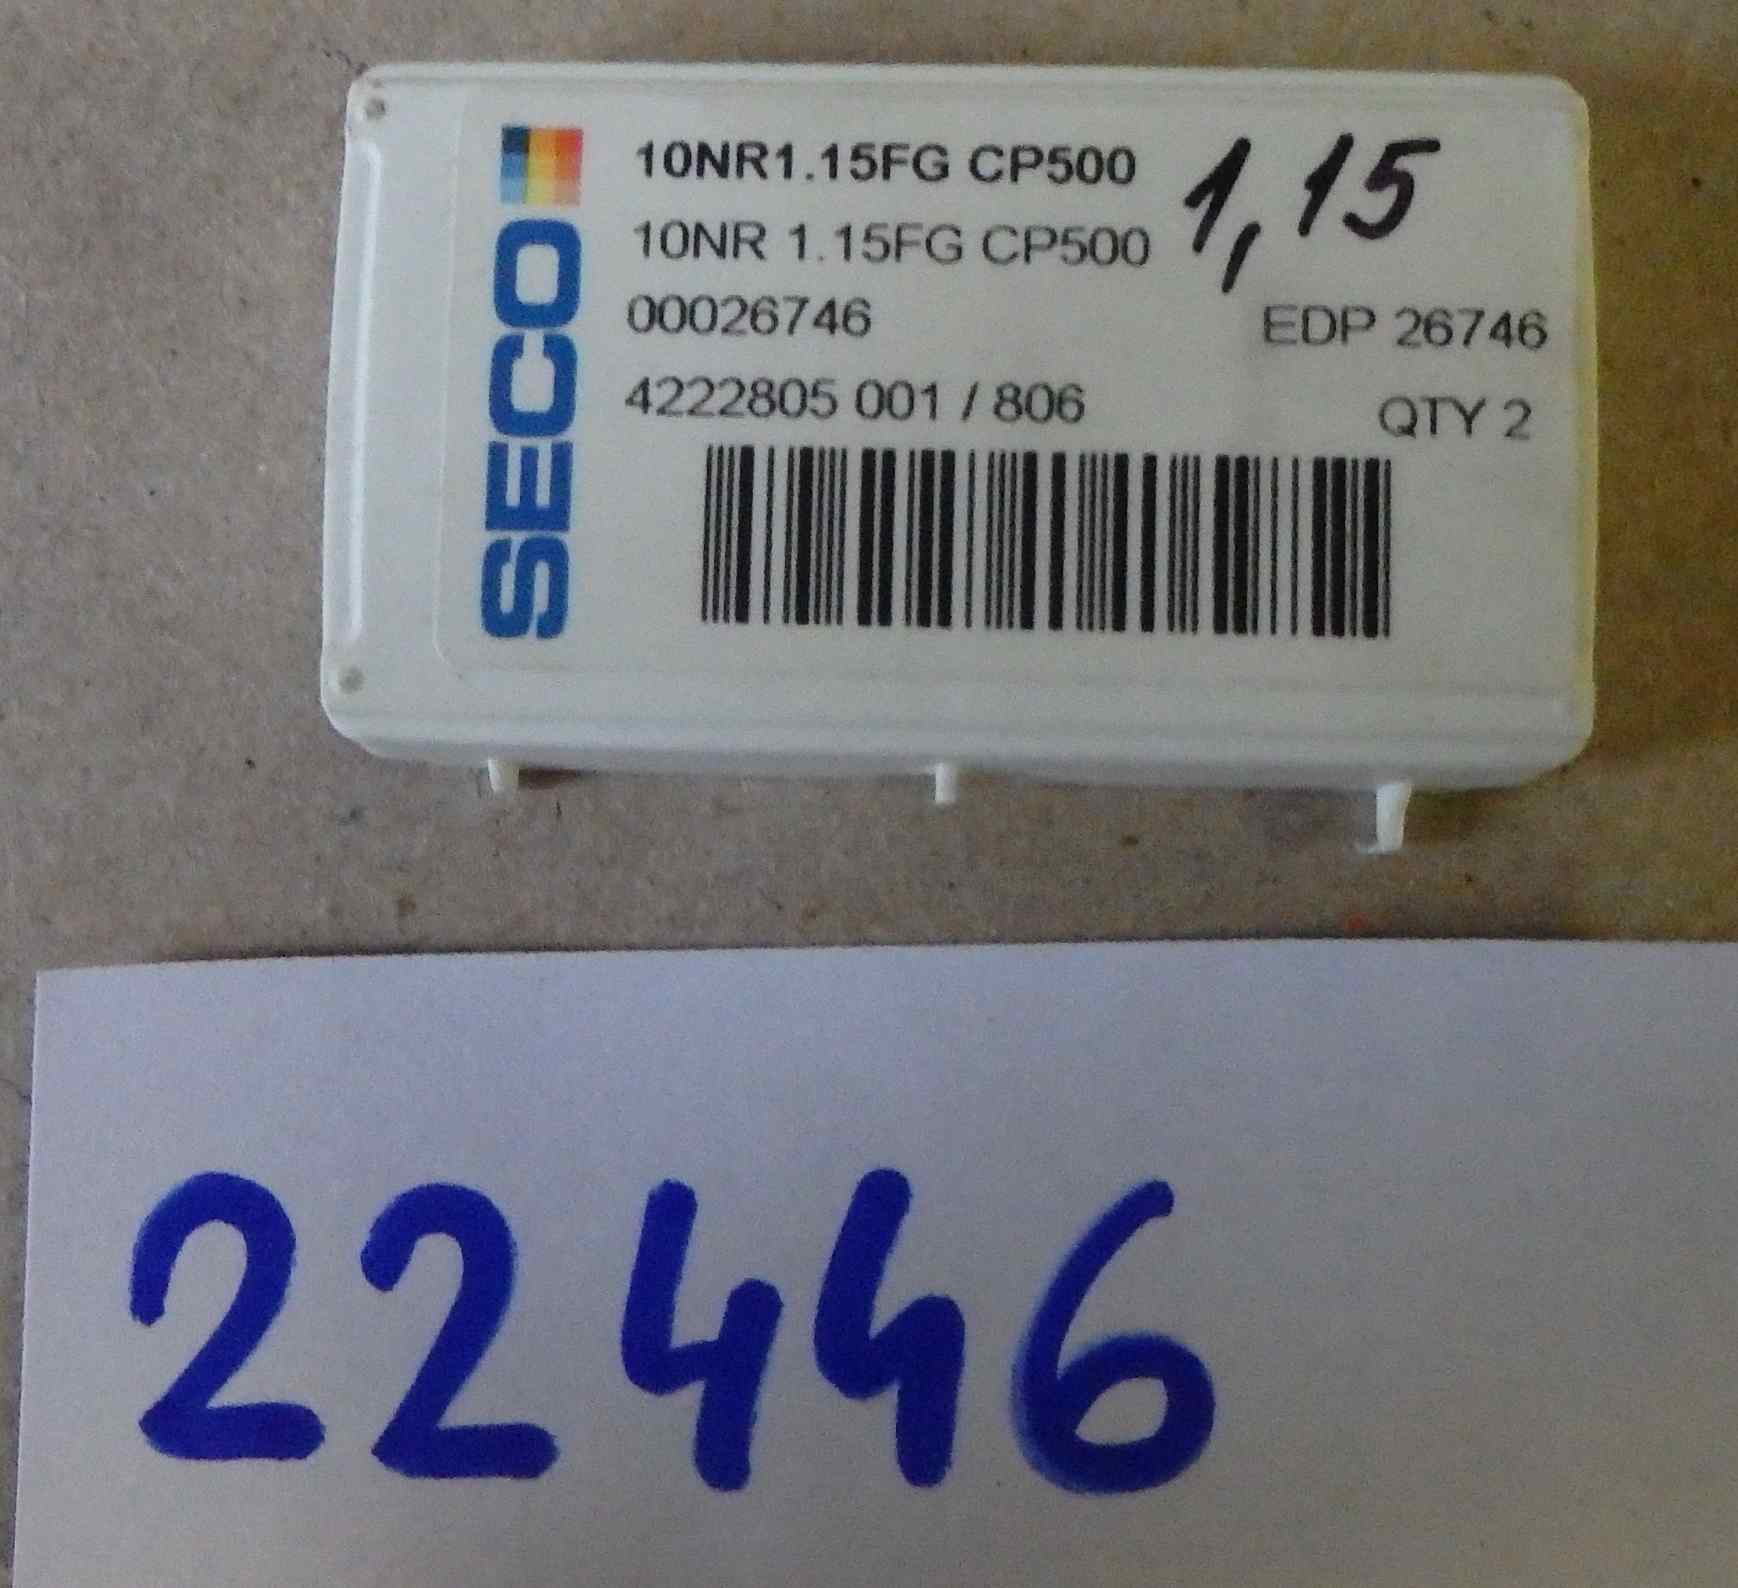 SECO
10NR1.15FG CP500
1,15
10NR 1.15FG CP500
00026746
EDP 26746
4222805 001 / 806
QTY 2
22446